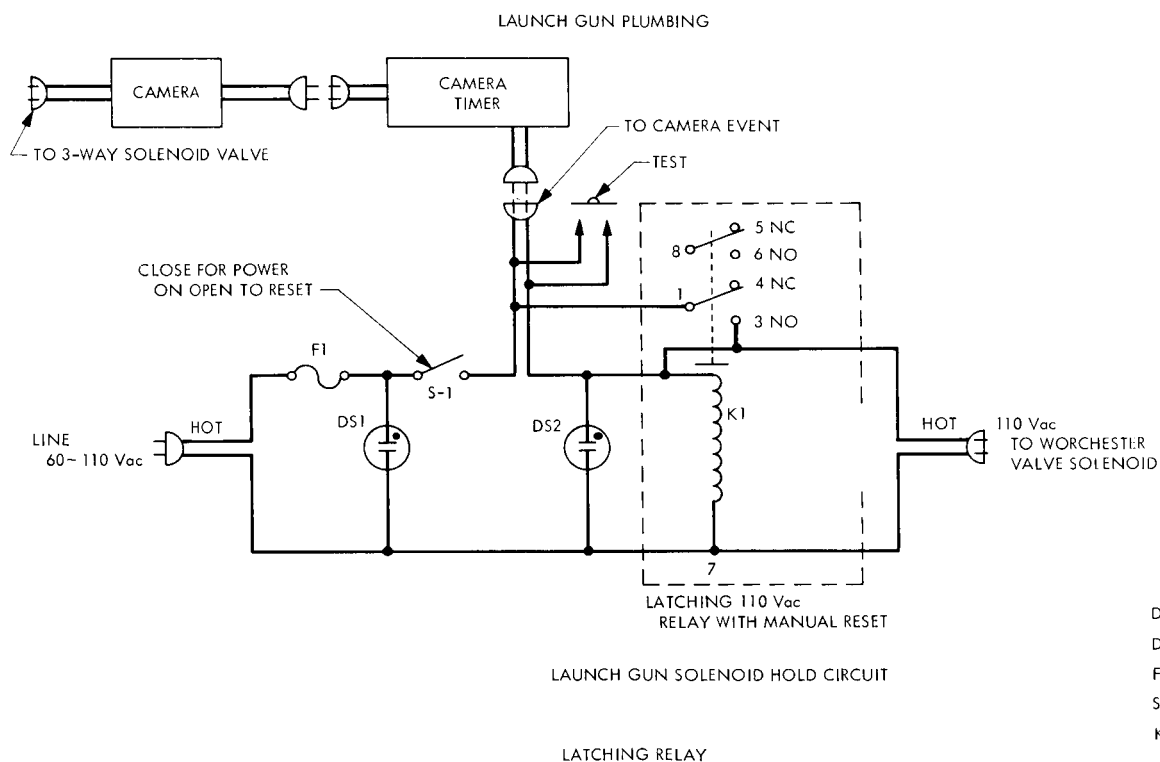 LAUNCH GUN PLUMBING
CAMERA
CAMERA
TIMER
TO 3-WAY SOLENOID VALVE
TO CAMERA EVENT
TEST
5 NC
8
6 NO
4 NC
1
3 NO
CLOSE FOR POWER
ON OPEN TO RESET
F1
S-1
K1
DS1
DS2
HOT
LINE
60~ 110 Vac
HOT
110 Vac
TO WORCHESTER
VALVE SOLENOID
7
LATCHING 110 Vac
RELAY WITH MANUAL RESET
LAUNCH GUN SOLENOID HOLD CIRCUIT
D
D
F
S
K
LATCHING RELAY